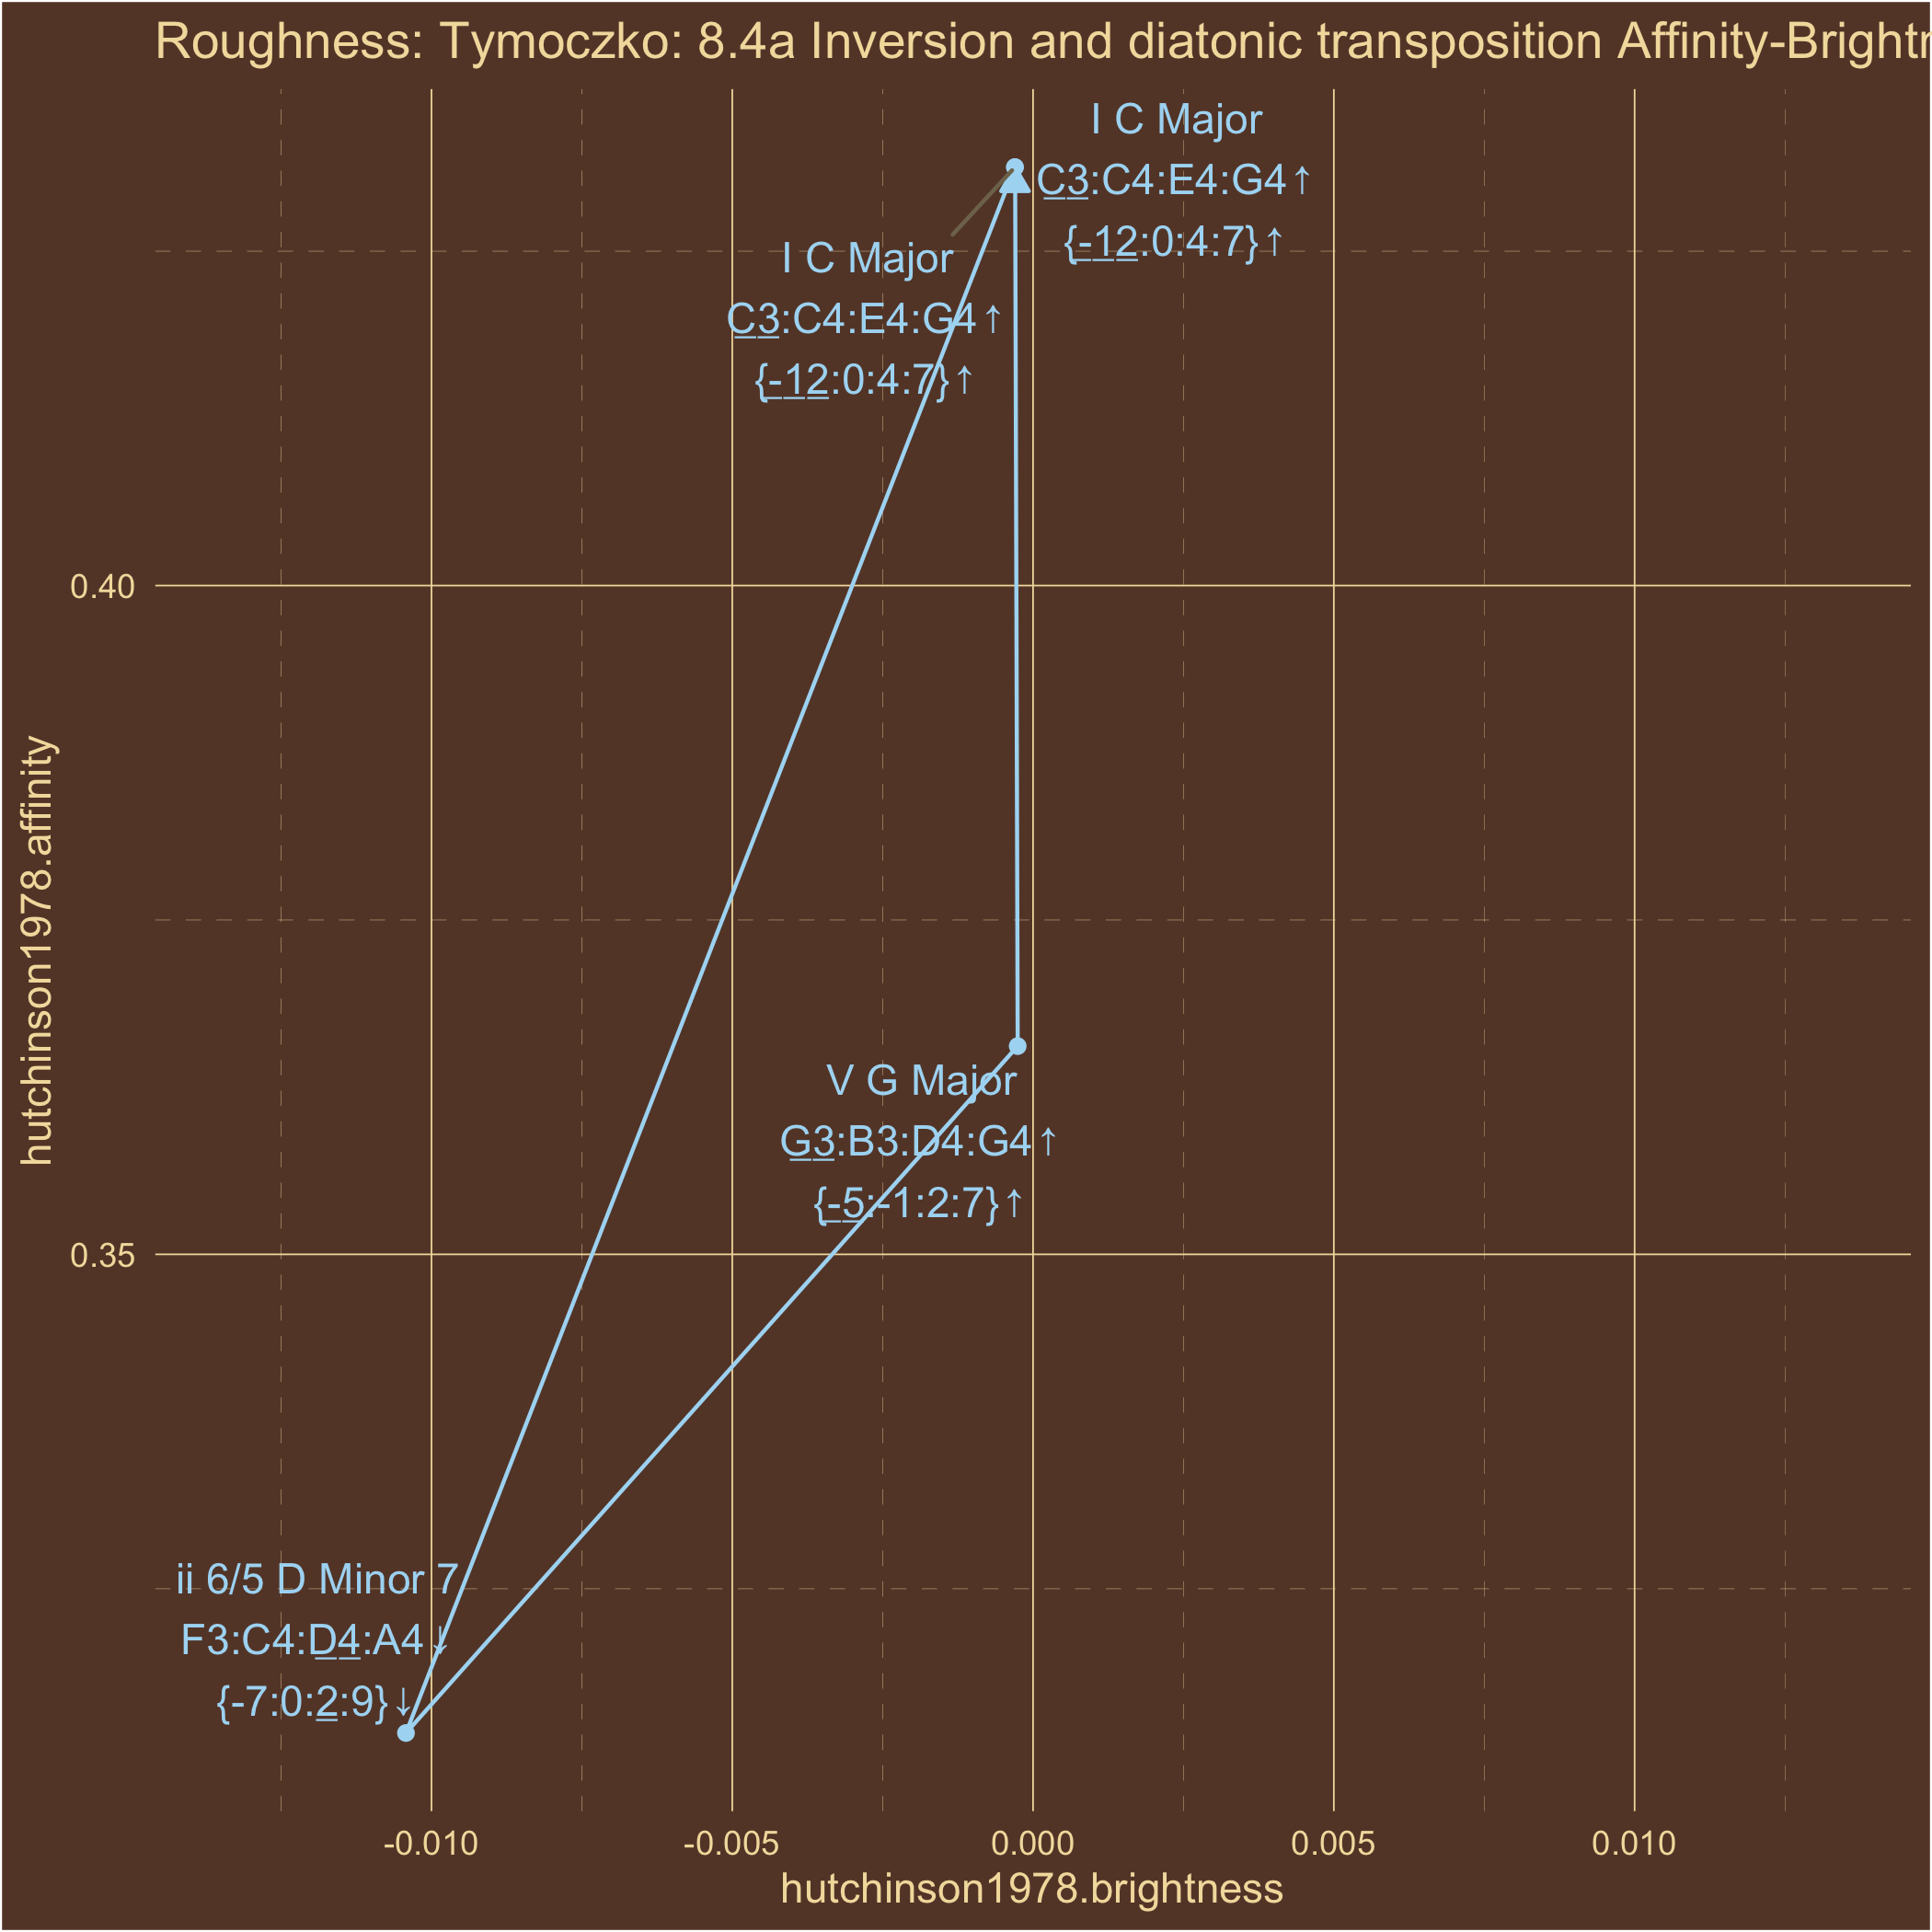 Roughness: Tymoczko: 8.4a Inversion and diatonic transposition Affinity-Brightn
I C Major
C3:C4:E4:G4↑
{-12:0:4:7}↑
I C Major
C3:C4:E4:G4↑
{-12:0:4:7}↑
0.40
hutchinson1978.affinity
V G Major
G3:B3:D4:G4↑
{-5:-1:2:7}↑
0.35
ii 6/5 D Minor 7
F3:C4:D4:A4↓
{-7:0:2:9}↓
-0.010 -0.005 0.000 0.005 0.010
hutchinson1978.brightness